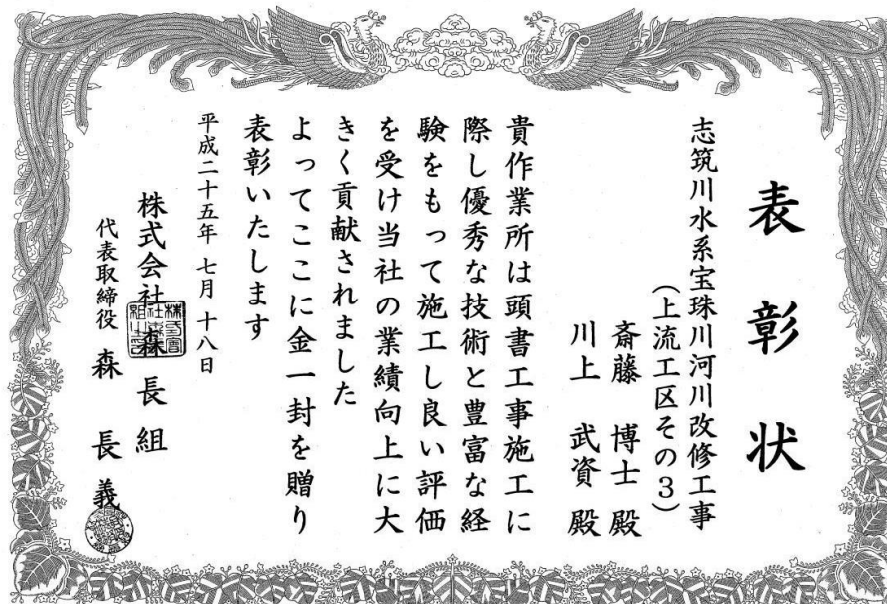 表彰状
志筑川水系宝珠川河川改修工事
(上流工区その3)
斎藤 博士 殿
川上 武資 殿
貴作業所は頭書工事施工に
際し優秀な技術と豊富な経
験をもって施工し良い評価
を受け当社の業績向上に大
きく貢献されました
よってここに金一封を贈り
表彰いたします
平成二十五年 七月 十八日
株式会社 森長組
代表取締役 森 長義